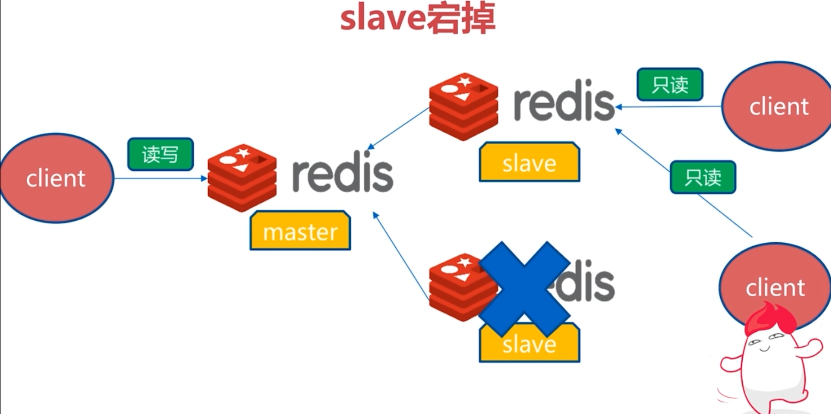 slave宕掉
client
读写
redis
master
redis
slave
只读
client
只读
dis
slave
client